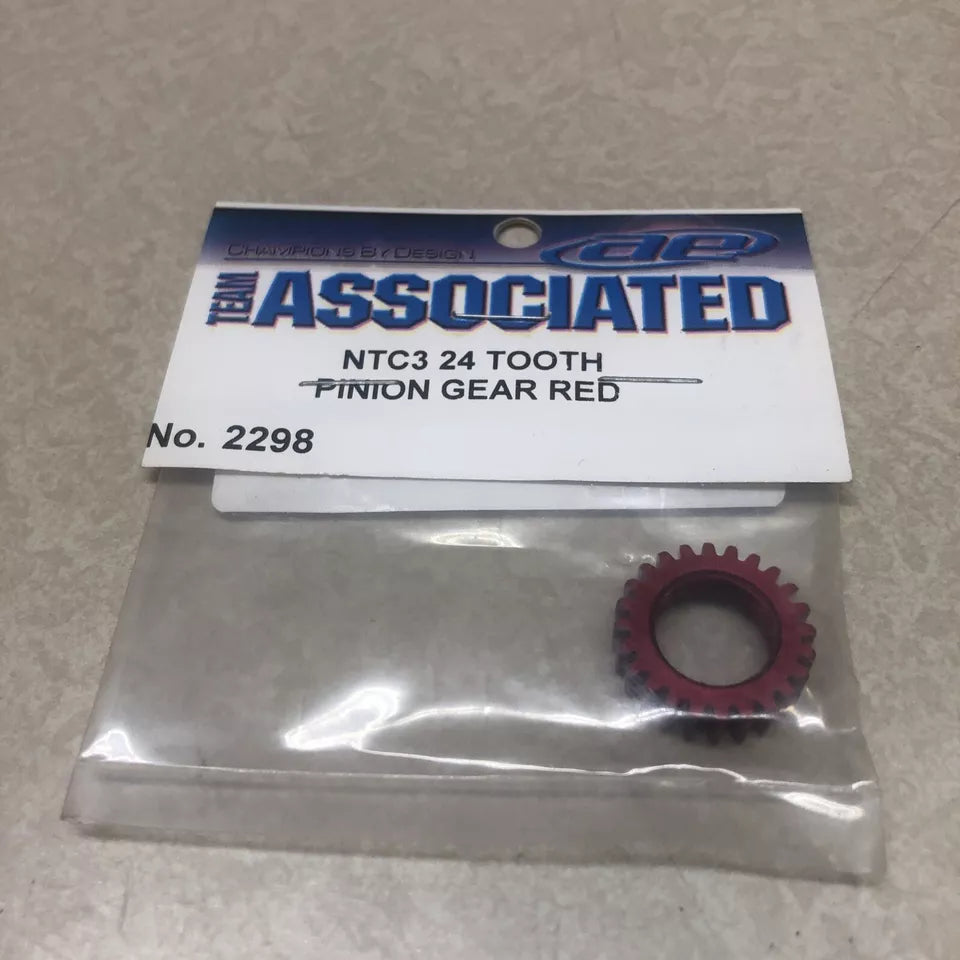 CHAMPIONS BY DESIGN
ae
TEAM ASSOCIATED
NTC3 24 TOOTH
PINION GEAR RED
No. 2298